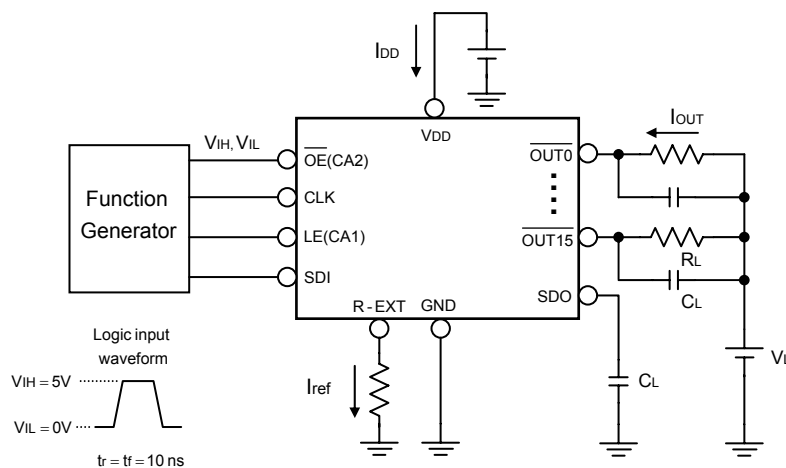 IDD
VDD
VIH, VIL
IOUT
Function
Generator
OE(CA2)
CLK
LE(CA1)
SDI
OUT0
OUT15
SDO
R-EXT
GND
RL
CL
CL
VL
Iref
Logic input
waveform
VIH = 5V
VIL = 0V
tr = tf = 10 ns